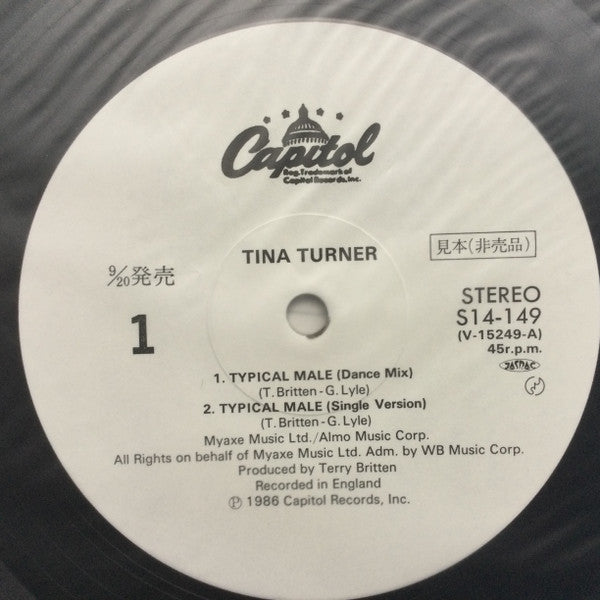 Capitol
Reg. Trademark of
Capitol Records, Inc.
TINA TURNER
見本(非売品)
9/20発売
1
STEREO
S14-149
(V-15249-A)
45r.p.m.
JASRAC
1. TYPICAL MALE (Dance Mix)
(T. Britten-G. Lyle)
2. TYPICAL MALE (Single Version)
(T. Britten-G. Lyle)
Myaxe Music Ltd./Almo Music Corp.
All Rights on behalf of Myaxe Music Ltd. Adm. by WB Music Corp.
Produced by Terry Britten
Recorded in England
℗ 1986 Capitol Records, Inc.